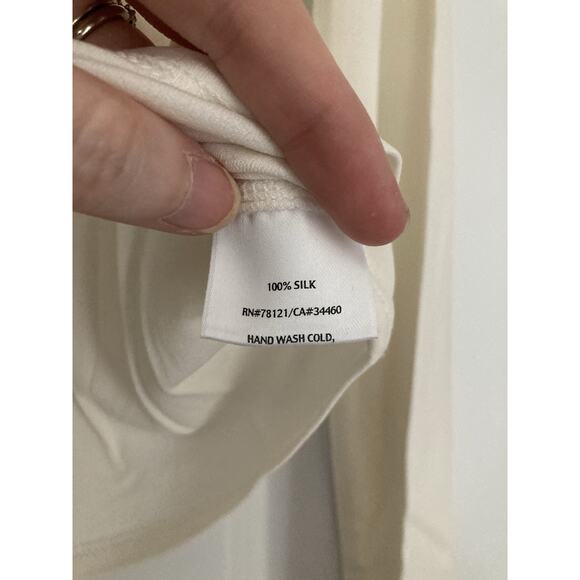 100% SILK
RN#78121/CA#34460
HAND WASH COLD,